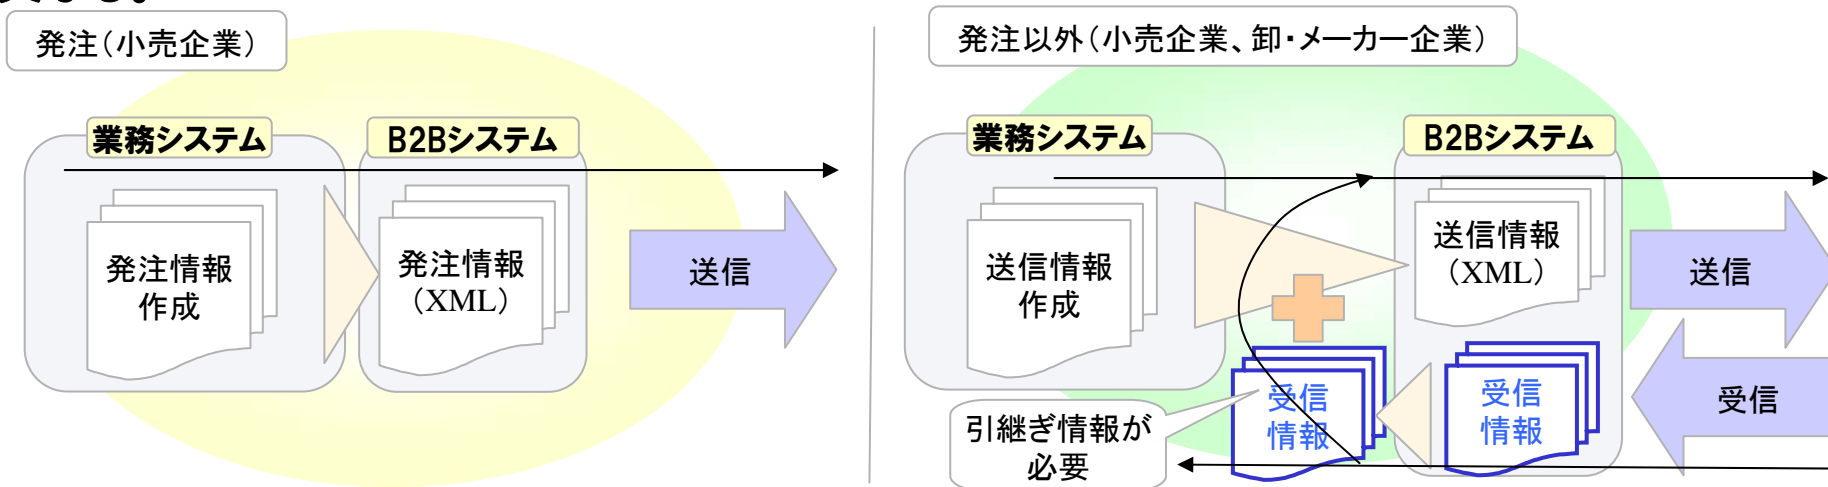 発注（小売企業）
業務システム
B2Bシステム
発注情報
作成
発注情報
（XML）
送信
発注以外（小売企業、卸・メーカー企業）
業務システム
B2Bシステム
送信情報
作成
送信情報
（XML）
送信
受信
情報
受信
情報
受信
引継ぎ情報が
必要